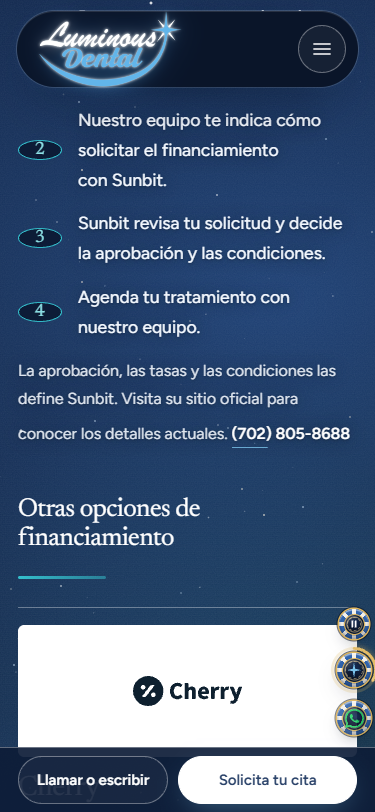 Luminous
Dental
Nuestro equipo te indica cómo
2
solicitar el financiamiento
con Sunbit.
Sunbit revisa tu solicitud y decide
3
la aprobación y las condiciones.
Agenda tu tratamiento con
4
nuestro equipo.
La aprobación, las tasas y las condiciones las
define Sunbit. Visita su sitio oficial para
conocer los detalles actuales. (702) 805-8688
Otras opciones de
financiamiento
Cherry
Cherry
Llamar o escribir
Solicita tu cita